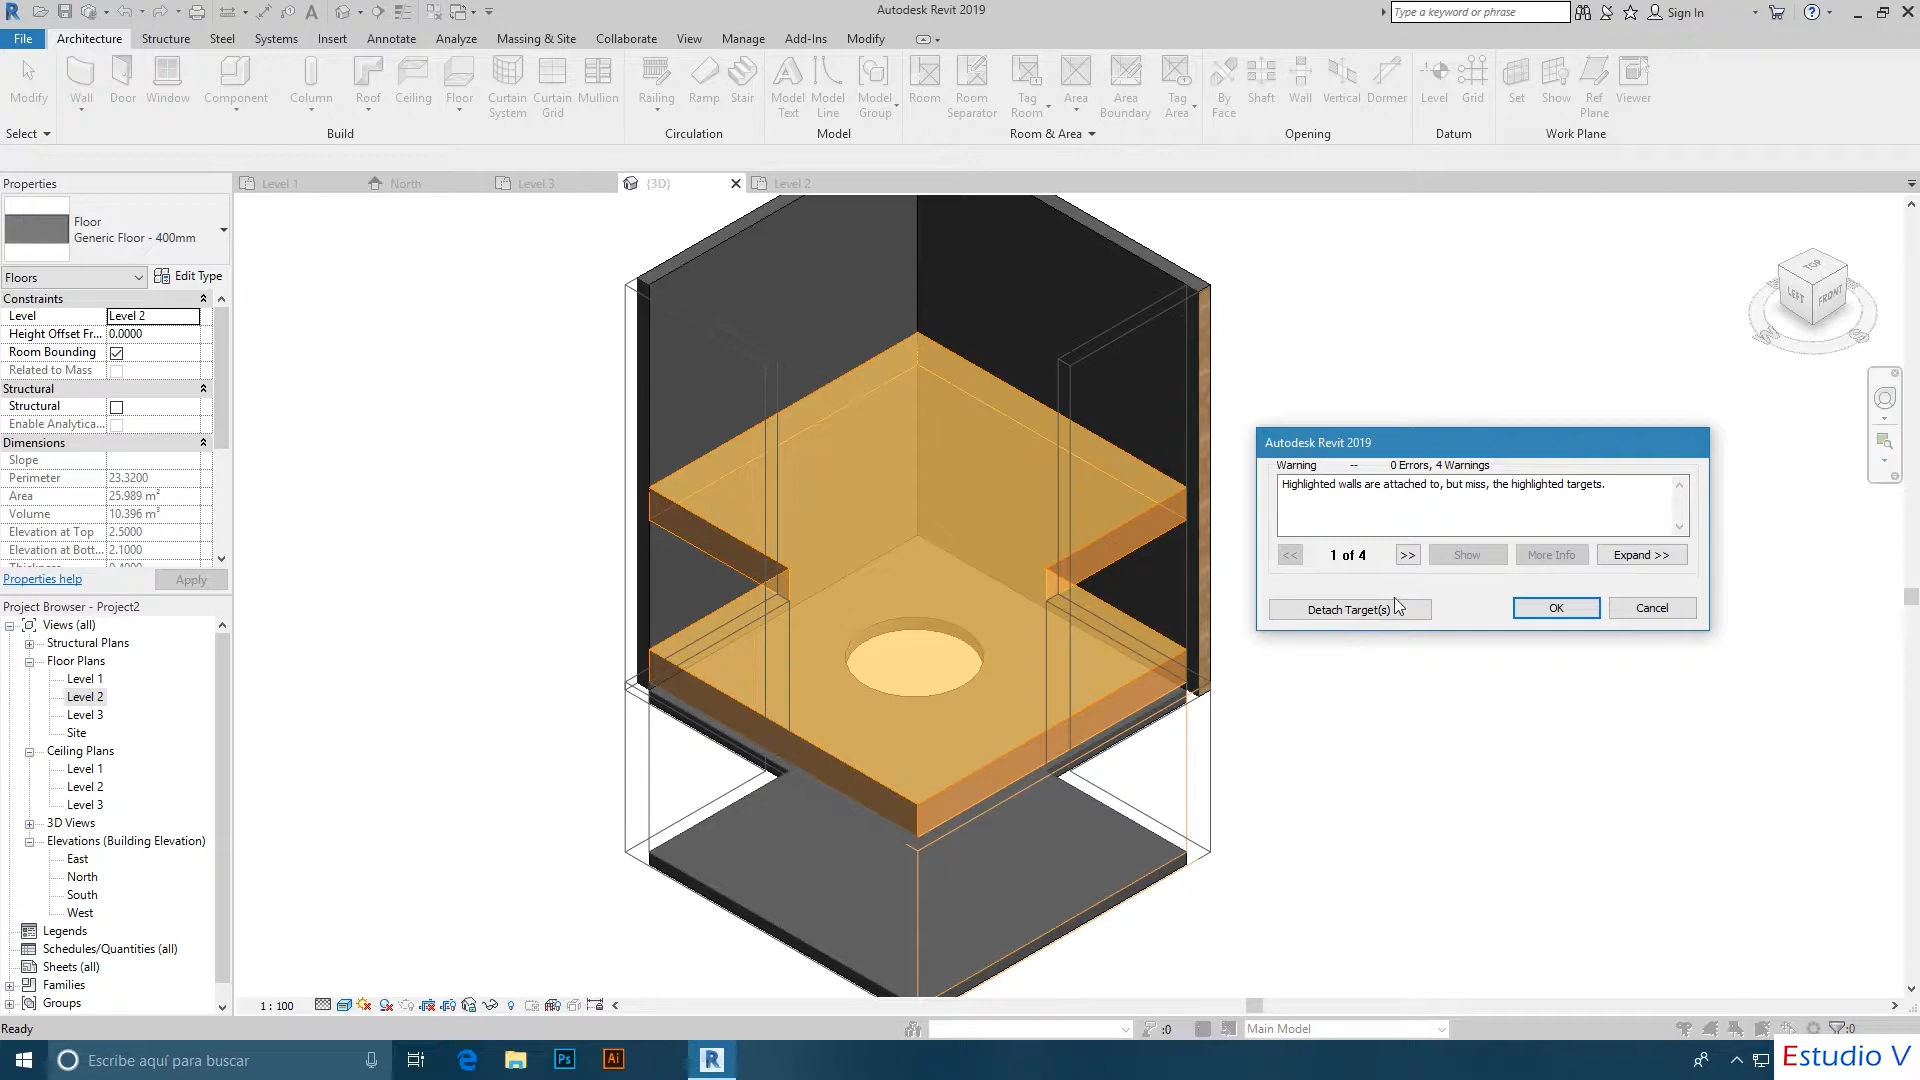 Autodesk Revit 2019
Type a keyword or phrase
Sign In
File Architecture Structure Steel Systems Insert Annotate Analyze Massing & Site Collaborate View Manage Add-Ins Modify
Modify Wall Door Window Component Column Roof Ceiling Floor Curtain System Curtain Grid Mullion Railing Ramp Stair Model Text Model Line Model Group Room Room Separator Tag Room Area Area Boundary Tag Area By Face Shaft Wall Vertical Dormer Level Grid Set Show Ref Plane Viewer
Select Build Circulation Model Room & Area Opening Datum Work Plane
Properties
Level 1 North Level 3 {3D} Level 2
Floor
Generic Floor - 400mm
Floors Edit Type
Constraints
Level Level 2
Height Offset Fr... 0.0000
Room Bounding
Related to Mass
Structural
Structural
Enable Analytica...
Dimensions
Slope
Perimeter 23.3200
Area 25.989 m²
Volume 10.396 m³
Elevation at Top 2.5000
Elevation at Bott... 2.1000
Properties help Apply
Project Browser - Project2
Views (all)
Structural Plans
Floor Plans
Level 1
Level 2
Level 3
Site
Ceiling Plans
Level 1
Level 2
Level 3
3D Views
Elevations (Building Elevation)
East
North
South
West
Legends
Schedules/Quantities (all)
Sheets (all)
Families
Groups
TOP
LEFT FRONT
W S
Autodesk Revit 2019
Warning -- 0 Errors, 4 Warnings
Highlighted walls are attached to, but miss, the highlighted targets.
<< 1 of 4 >> Show More Info Expand >>
Detach Target(s) OK Cancel
1 : 100
Ready :0 Main Model :0
Escribe aquí para buscar
Ps Ai R
Estudio V